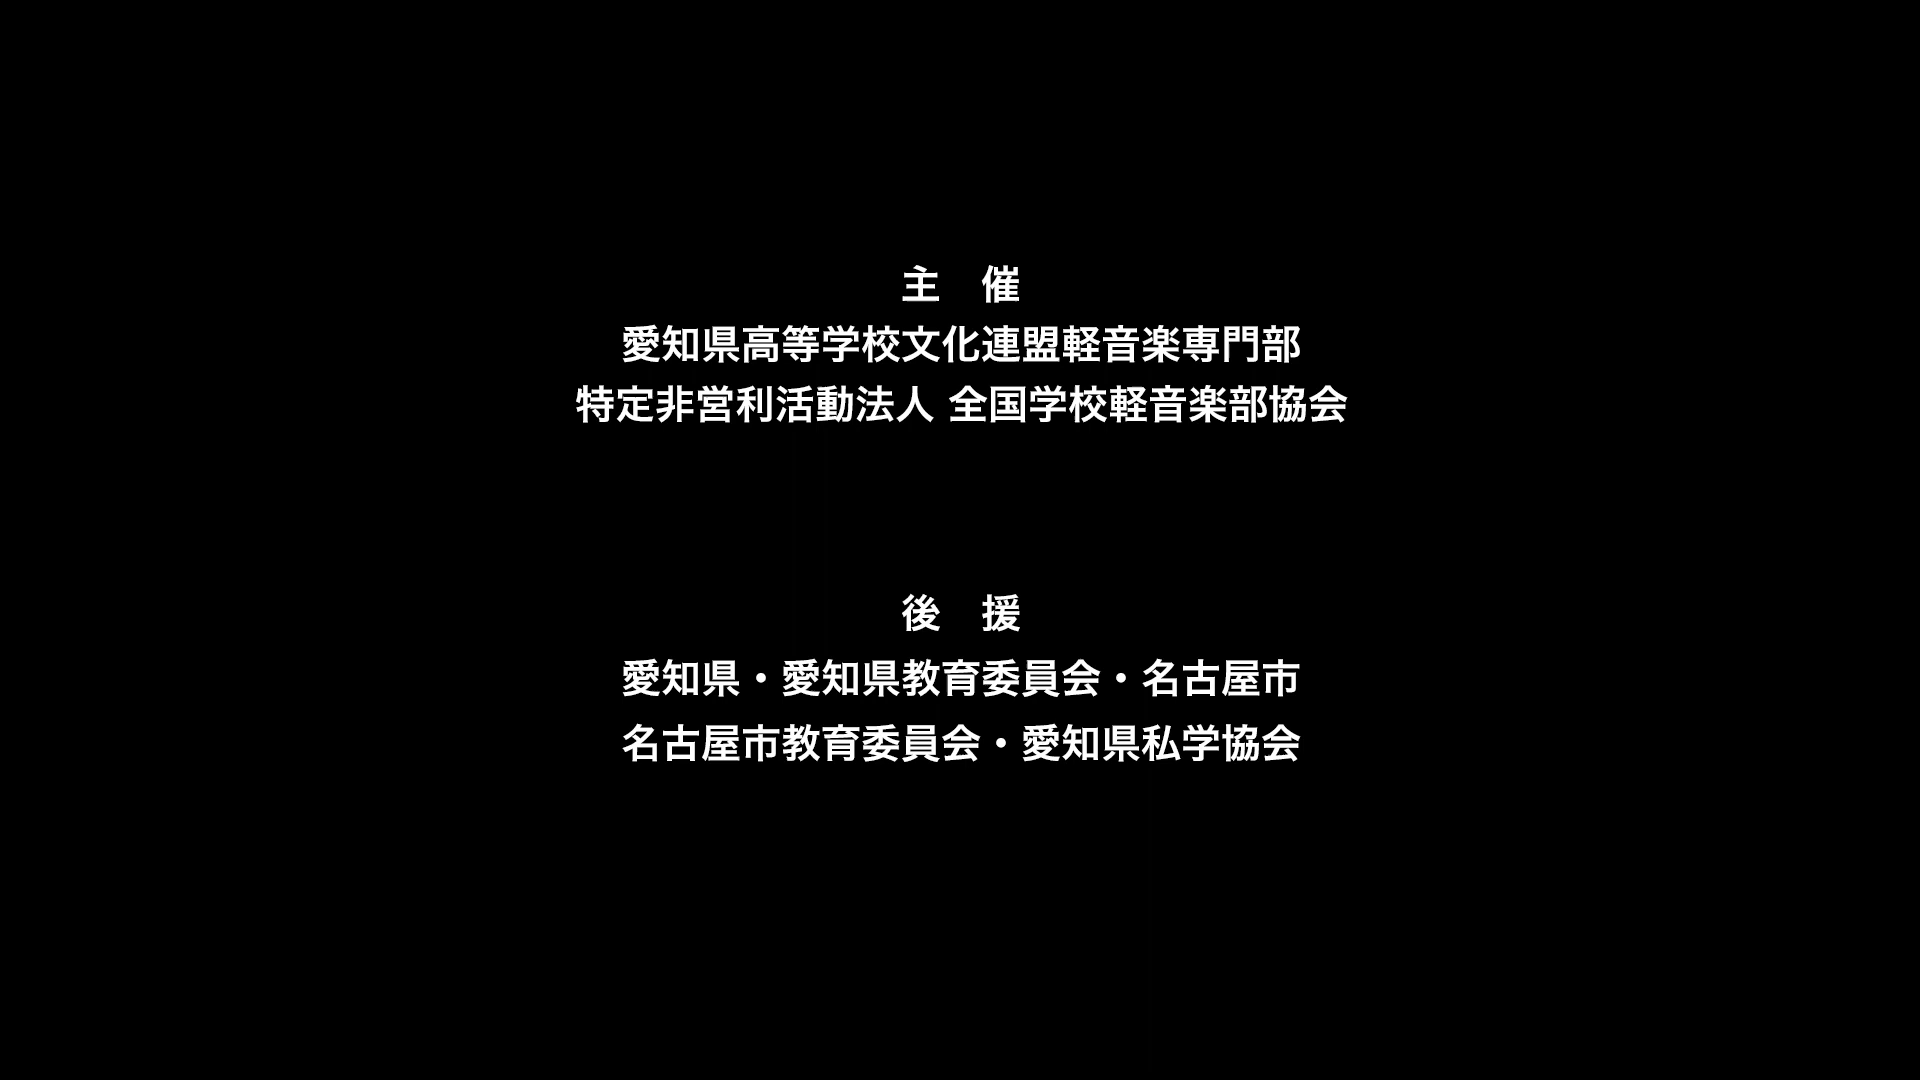 主　催
愛知県高等学校文化連盟軽音楽専門部
特定非営利活動法人 全国学校軽音楽部協会
後　援
愛知県・愛知県教育委員会・名古屋市
名古屋市教育委員会・愛知県私学協会